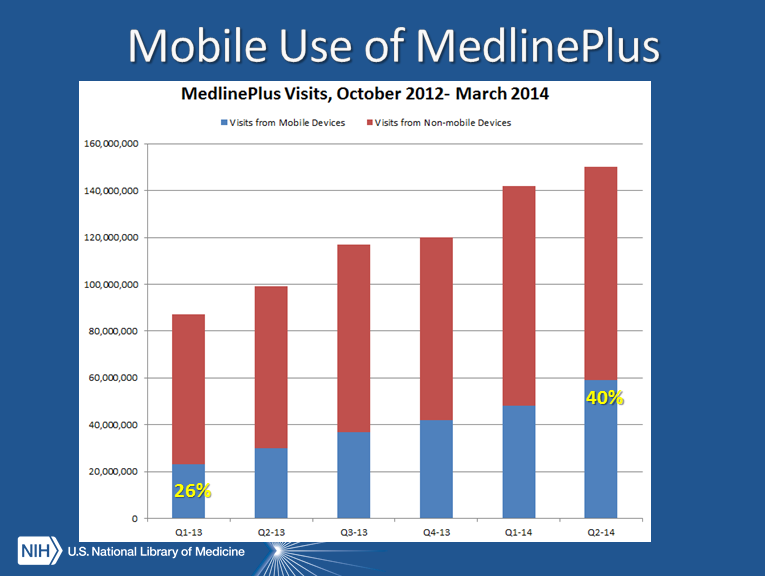 Mobile Use of MedlinePlus
MedlinePlus Visits, October 2012- March 2014
Visits from Mobile Devices Visits from Non-mobile Devices
160,000,000
140,000,000
120,000,000
100,000,000
80,000,000
60,000,000
40,000,000
20,000,000
0
26%
40%
Q1-13 Q2-13 Q3-13 Q4-13 Q1-14 Q2-14
NIH U.S. National Library of Medicine